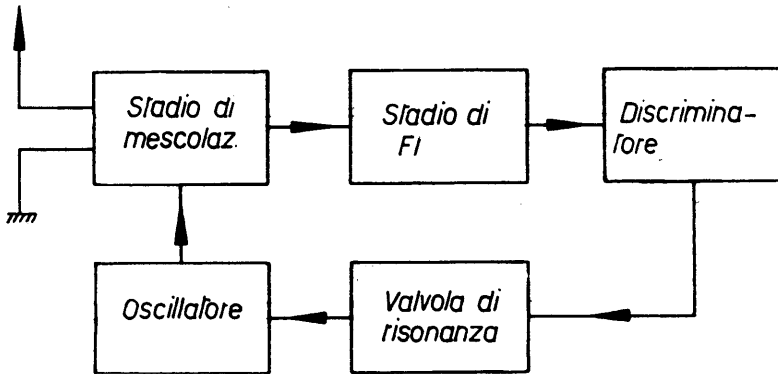 Stadio di
mescolaz.
Stadio di
FI
Discrimina-
tore
Oscillatore
Valvola di
risonanza